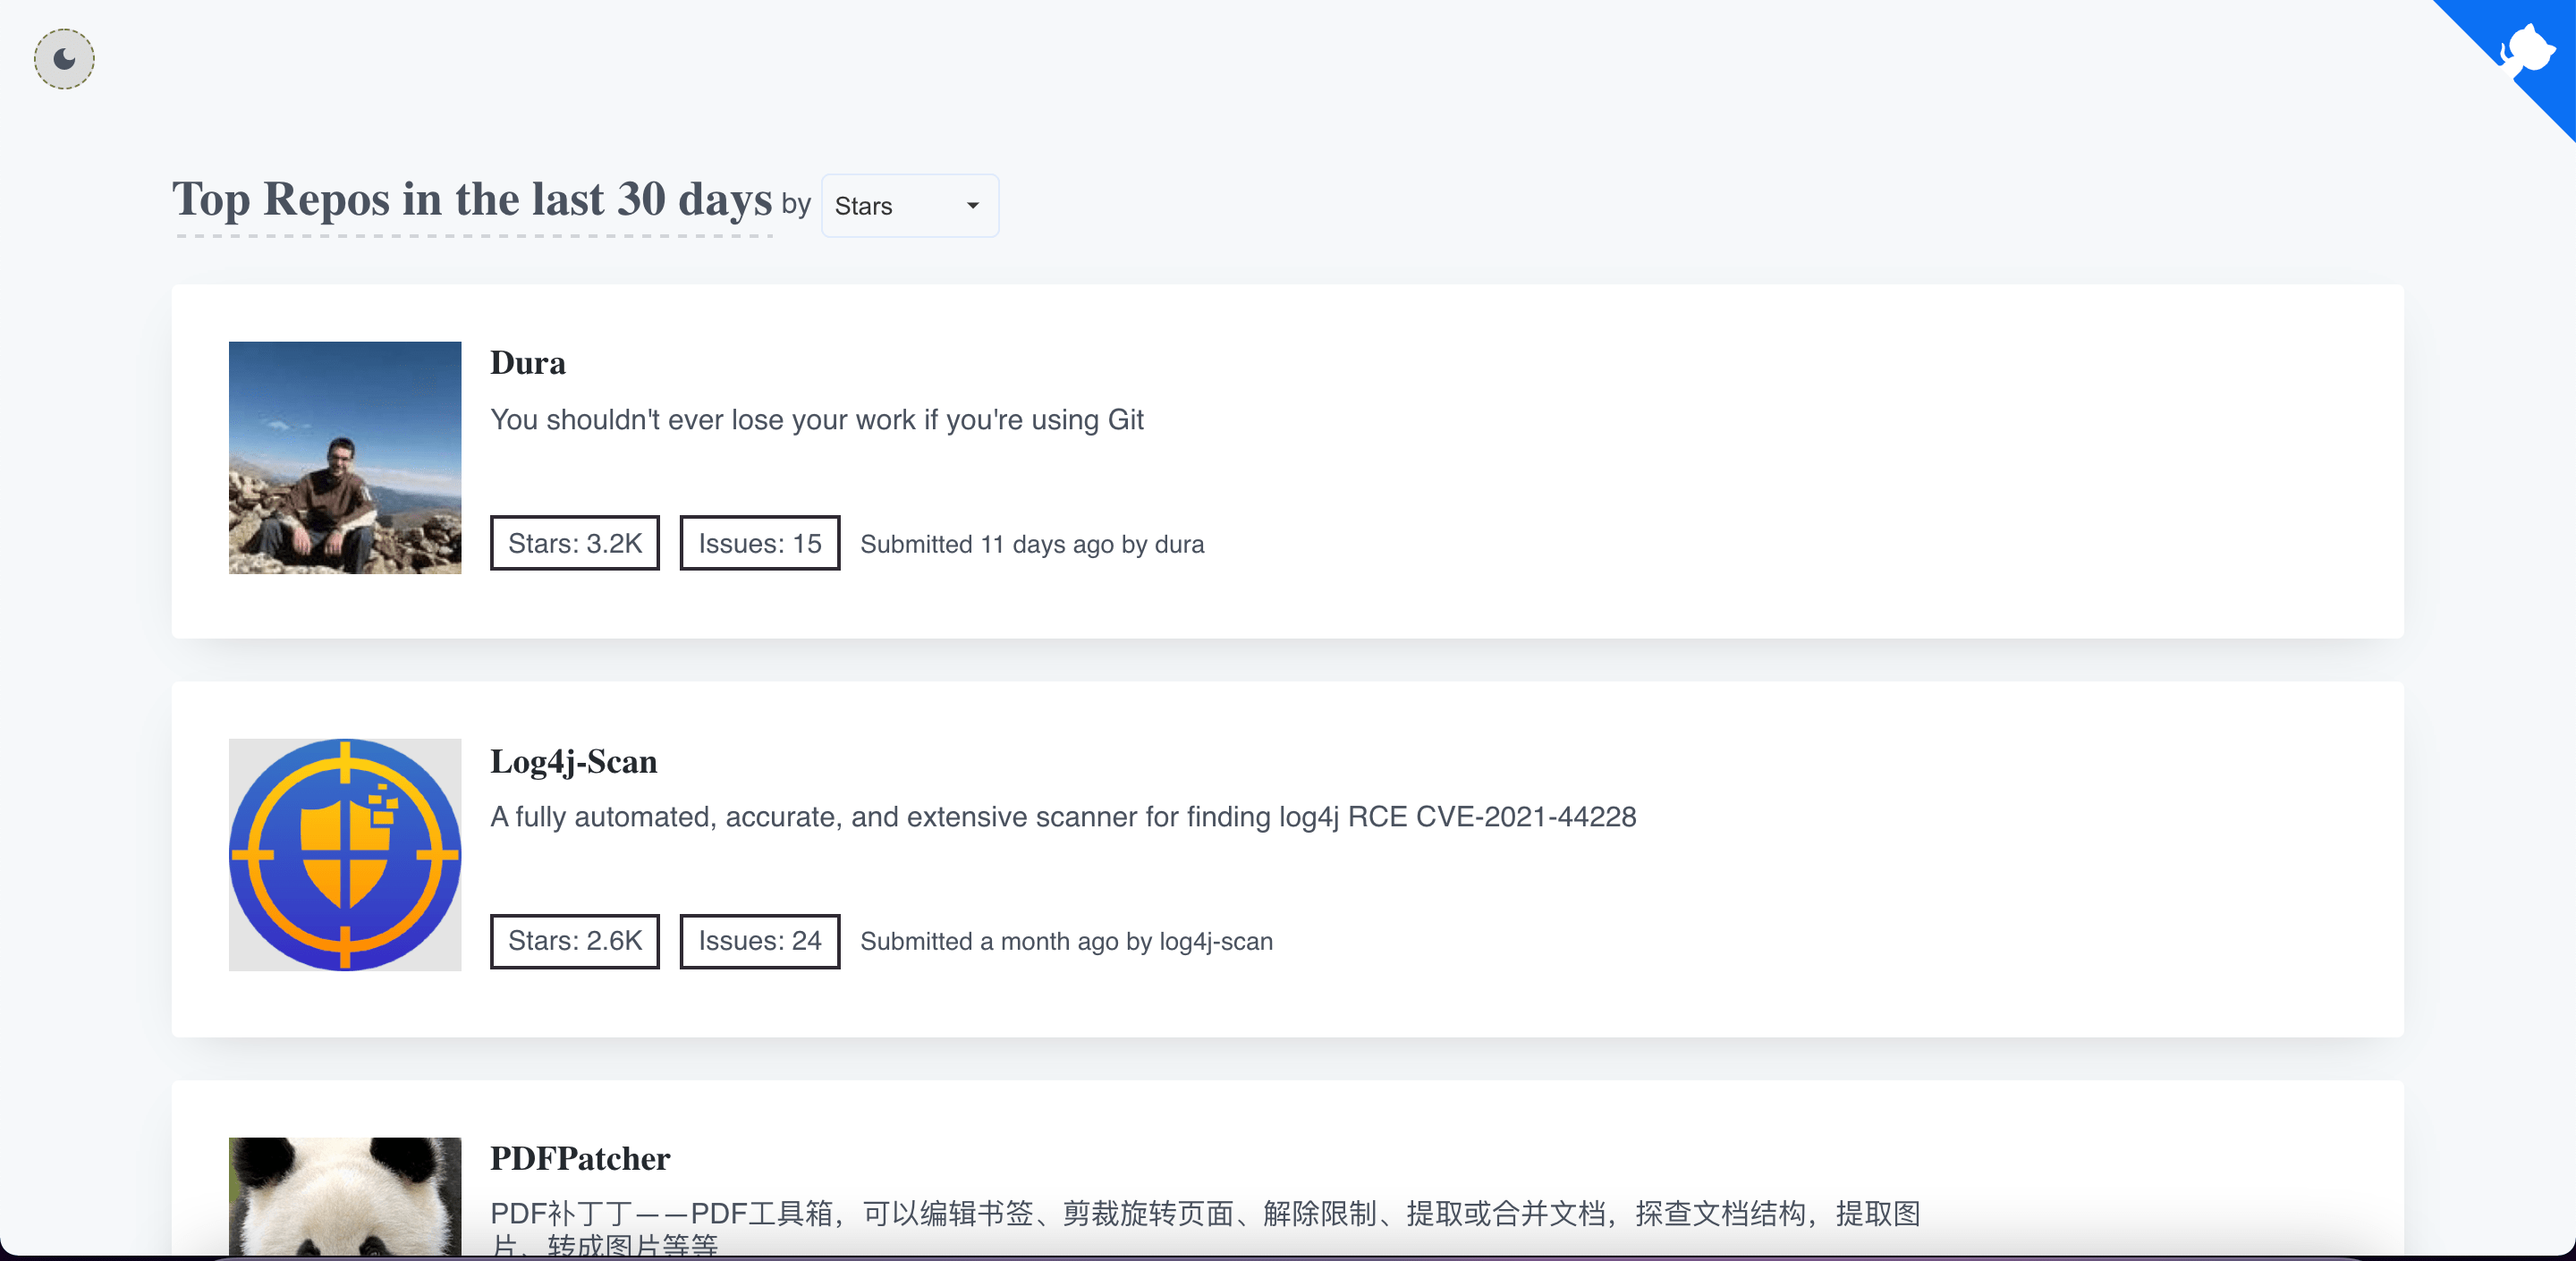 Top Repos in the last 30 days by Stars
Dura
You shouldn't ever lose your work if you're using Git
Stars: 3.2K Issues: 15 Submitted 11 days ago by dura
Log4j-Scan
A fully automated, accurate, and extensive scanner for finding log4j RCE CVE-2021-44228
Stars: 2.6K Issues: 24 Submitted a month ago by log4j-scan
PDFPatcher
PDF补丁丁——PDF工具箱，可以编辑书签、剪裁旋转页面、解除限制、提取或合并文档，探查文档结构，提取图
片、转成图片等等